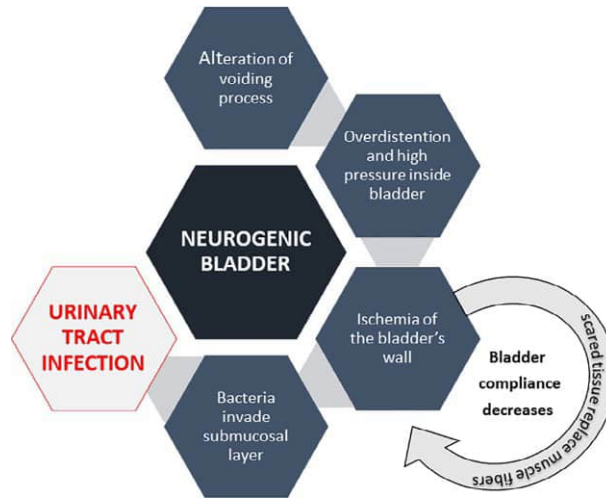 Alteration of
voiding
process
Overdistention
and high
pressure inside
bladder
NEUROGENIC
BLADDER
URINARY
TRACT
INFECTION
Ischemia of
the bladder's
wall
Bacteria
invade
submucosal
layer
Bladder
compliance
decreases
scared tissue replace muscle fibers